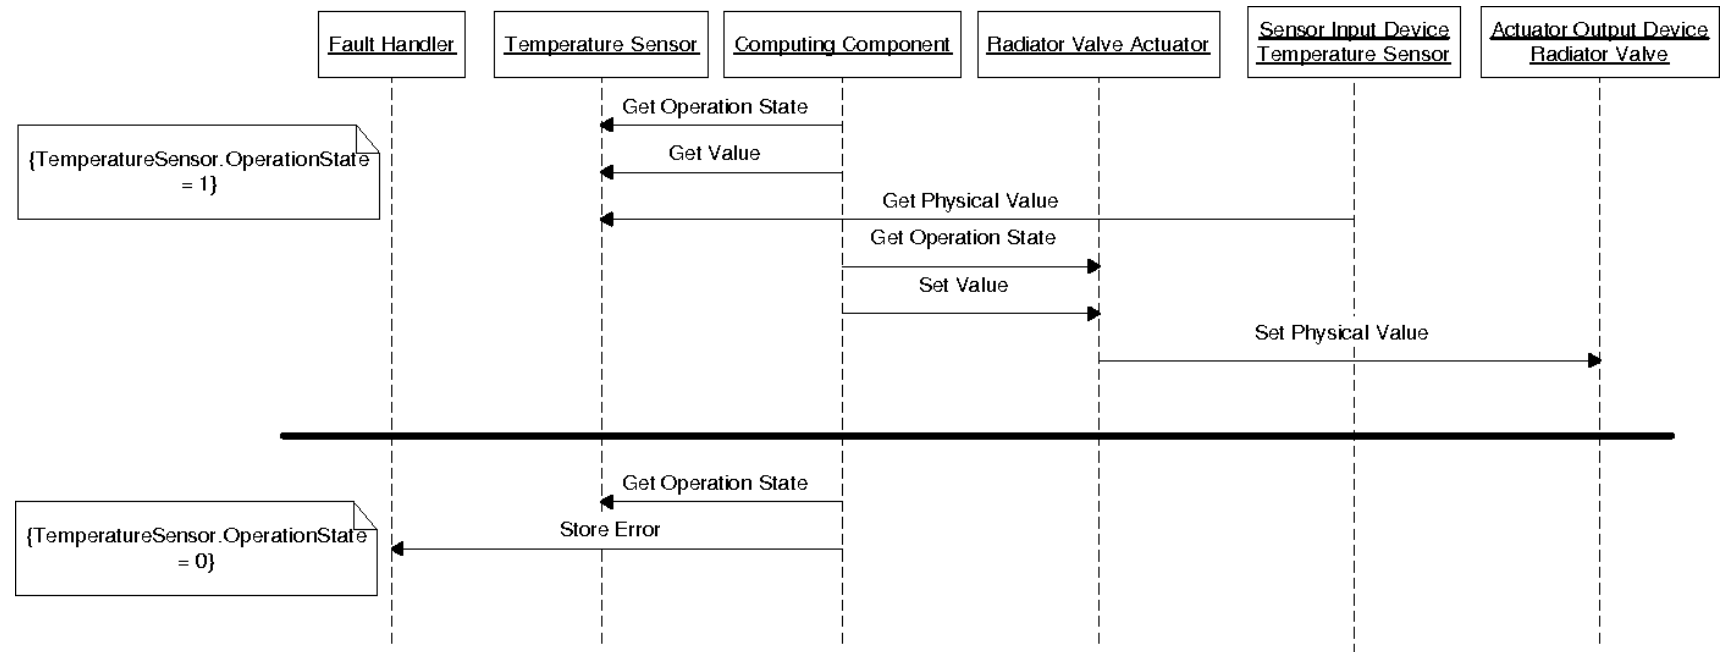 Fault Handler
Temperature Sensor
Computing Component
Radiator Valve Actuator
Sensor Input Device
Temperature Sensor
Actuator Output Device
Radiator Valve
Get Operation State
{TemperatureSensor.OperationState
= 1}
Get Value
Get Physical Value
Get Operation State
Set Value
Set Physical Value
Get Operation State
{TemperatureSensor.OperationState
= 0}
Store Error